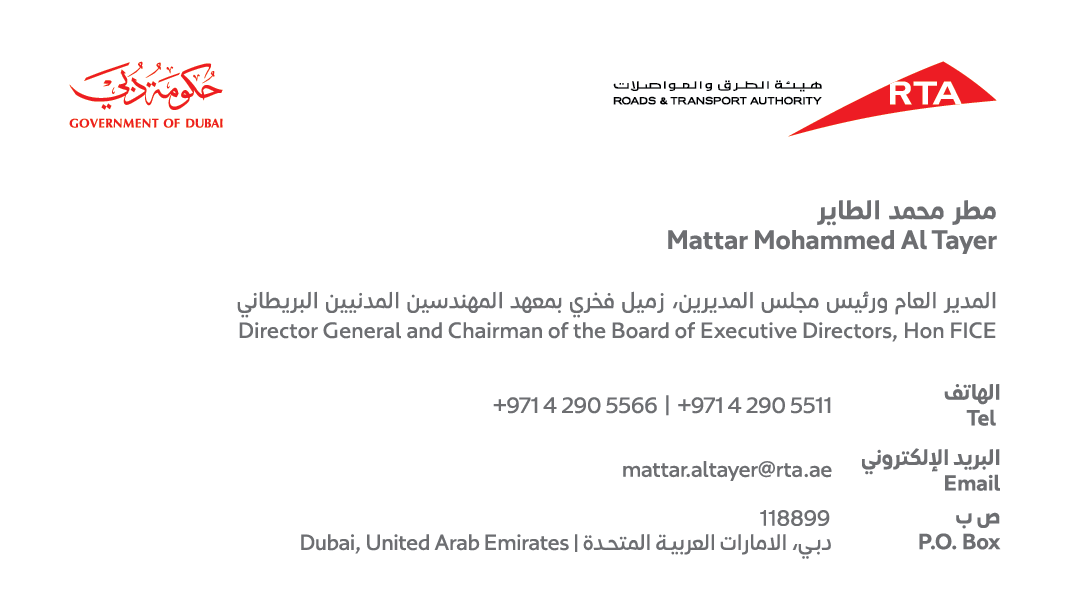 حكومة دبي
GOVERNMENT OF DUBAI
هيئة الطرق والمواصلات
ROADS & TRANSPORT AUTHORITY
RTA
مطر محمد الطاير
Mattar Mohammed Al Tayer
المدير العام ورئيس مجلس المديرين، زميل فخري بمعهد المهندسين المدنيين البريطاني
Director General and Chairman of the Board of Executive Directors, Hon FICE
الهاتف
Tel
+971 4 290 5566 | +971 4 290 5511
البريد الإلكتروني
Email
mattar.altayer@rta.ae
ص ب
P.O. Box
118899
دبي، الامارات العربية المتحدة | Dubai, United Arab Emirates